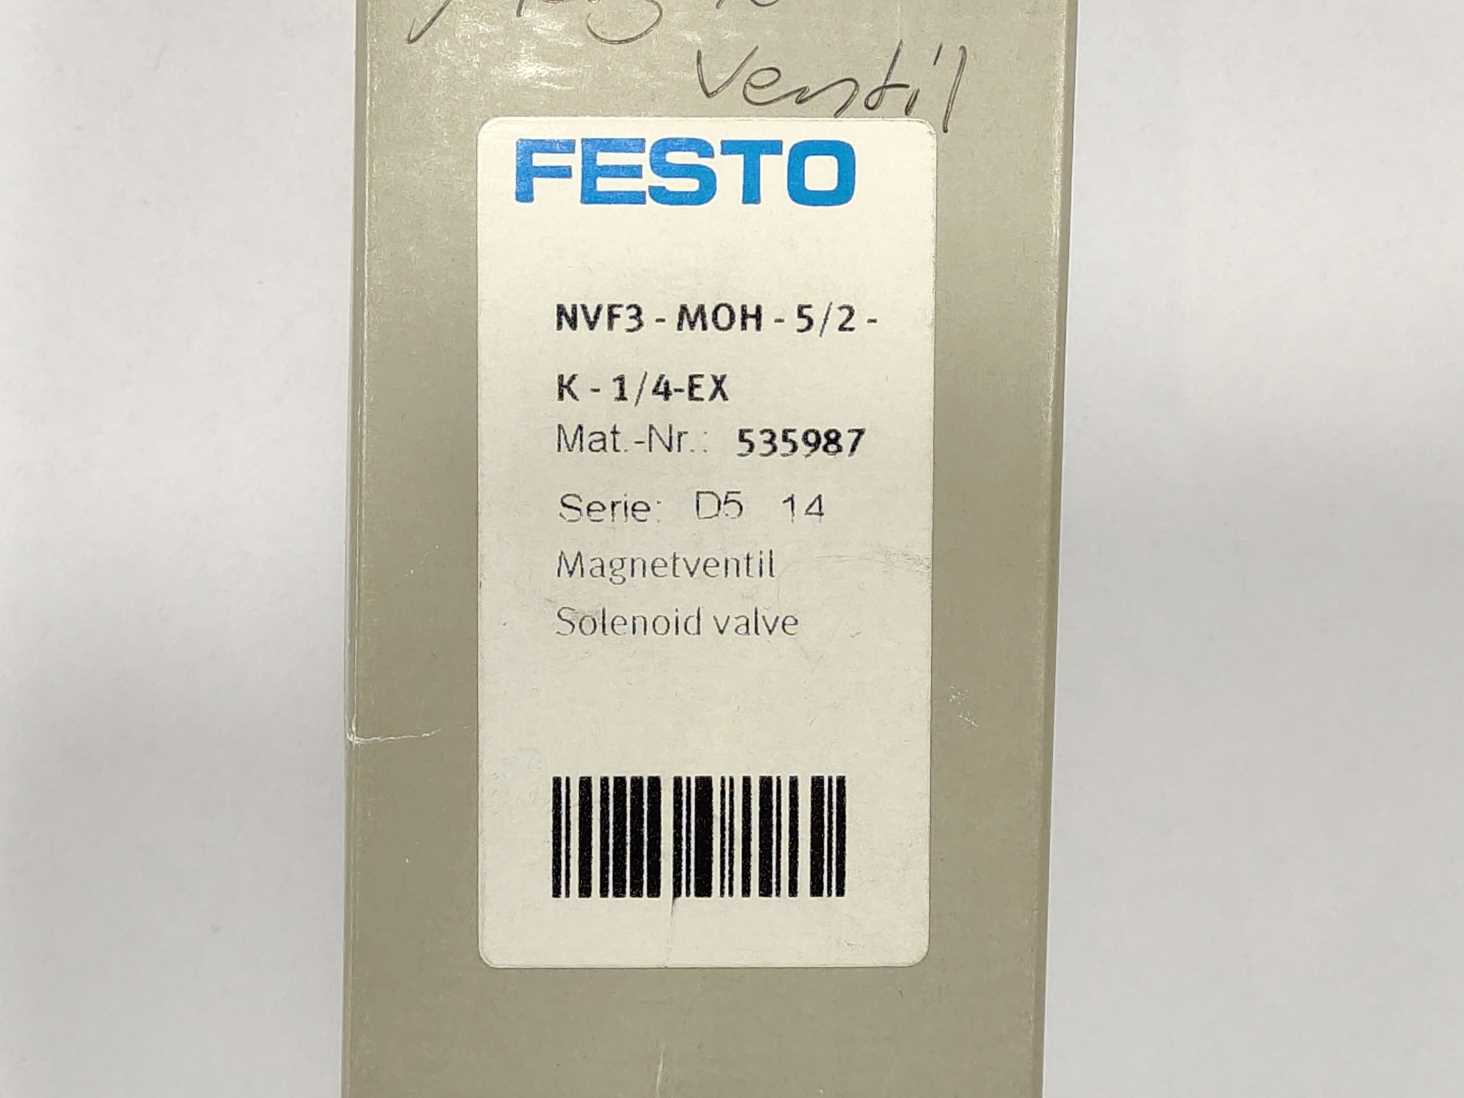 ventil
FESTO
NVF3 - MOH - 5/2 -
K - 1/4-EX
Mat.-Nr.: 535987
Serie: D5 14
Magnetventil
Solenoid valve